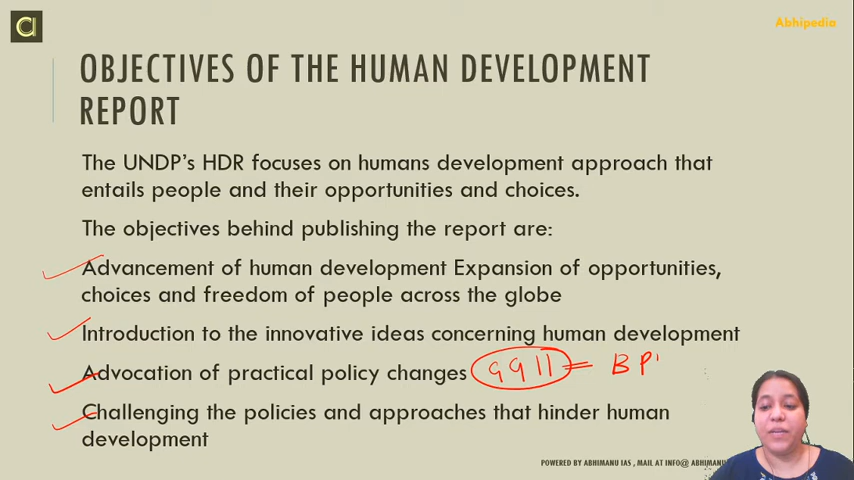 Abhipedia
OBJECTIVES OF THE HUMAN DEVELOPMENT
REPORT
The UNDP's HDR focuses on humans development approach that
entails people and their opportunities and choices.
The objectives behind publishing the report are:
Advancement of human development Expansion of opportunities,
choices and freedom of people across the globe
Introduction to the innovative ideas concerning human development
Advocation of practical policy changes
= BP
Challenging the policies and approaches that hinder human
development
POWERED BY ABHIMANU IAS , MAIL AT INFO@ ABHIMANU